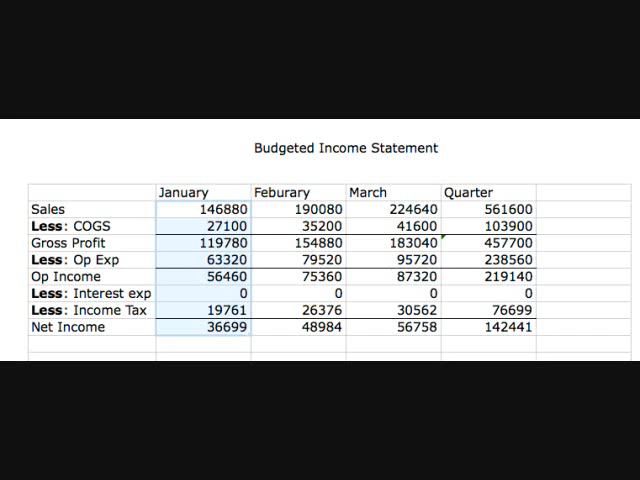 Budgeted Income Statement
January Feburary March Quarter
Sales 146880 190080 224640 561600
Less: COGS 27100 35200 41600 103900
Gross Profit 119780 154880 183040 457700
Less: Op Exp 63320 79520 95720 238560
Op Income 56460 75360 87320 219140
Less: Interest exp 0 0 0 0
Less: Income Tax 19761 26376 30562 76699
Net Income 36699 48984 56758 142441